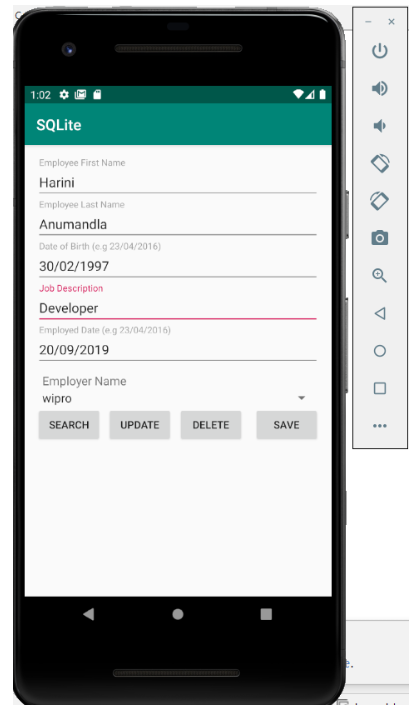 1:02
SQLite
Employee First Name
Harini
Employee Last Name
Anumandla
Date of Birth (e.g 23/04/2016)
30/02/1997
Job Description
Developer
Employed Date (e.g 23/04/2016)
20/09/2019
Employer Name
wipro
SEARCH UPDATE DELETE SAVE